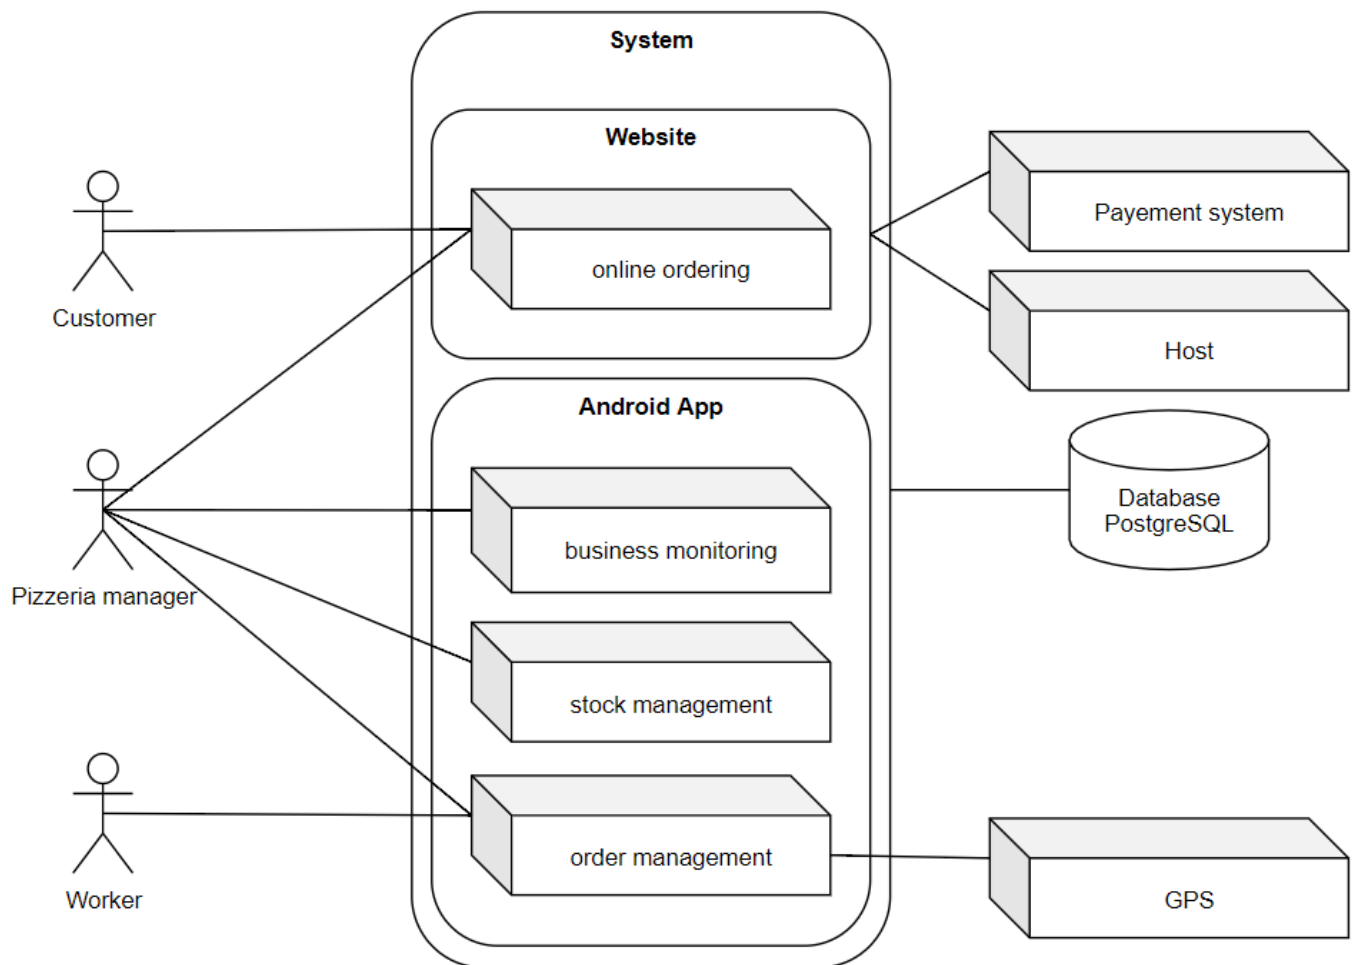 System
Website
Payement system
online ordering
Customer
Host
Android App
Database
PostgreSQL
business monitoring
Pizzeria manager
stock management
order management
Worker
GPS